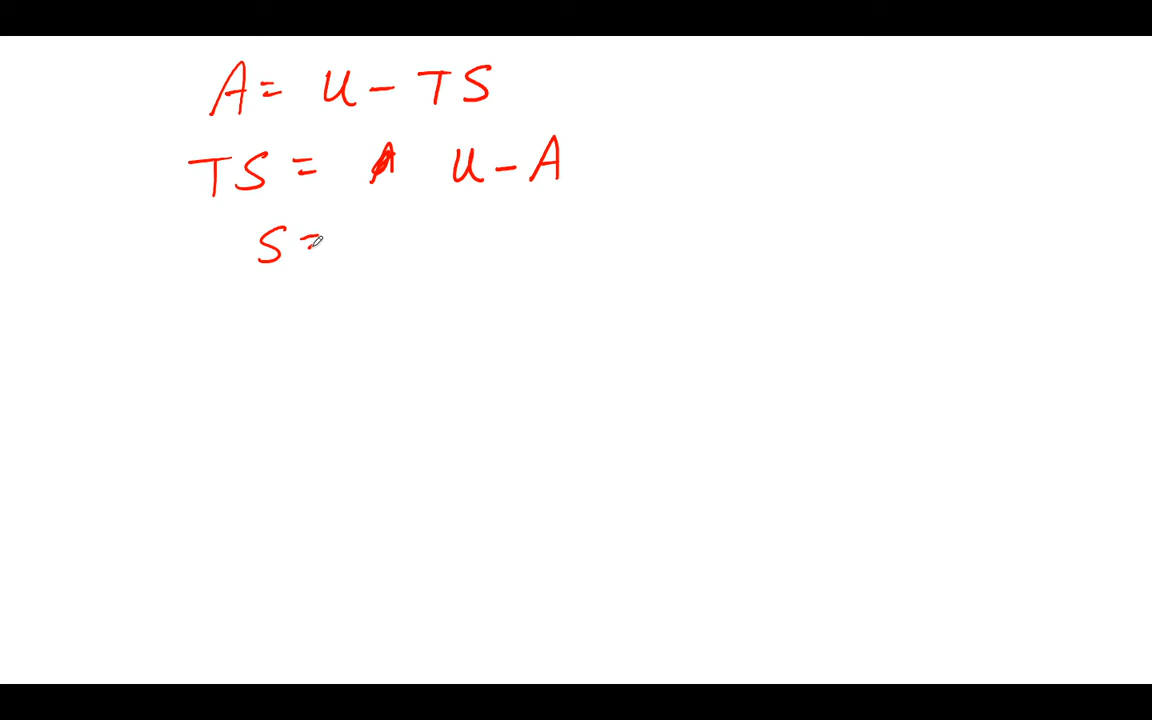 A = U - TS
TS = U - A
S =